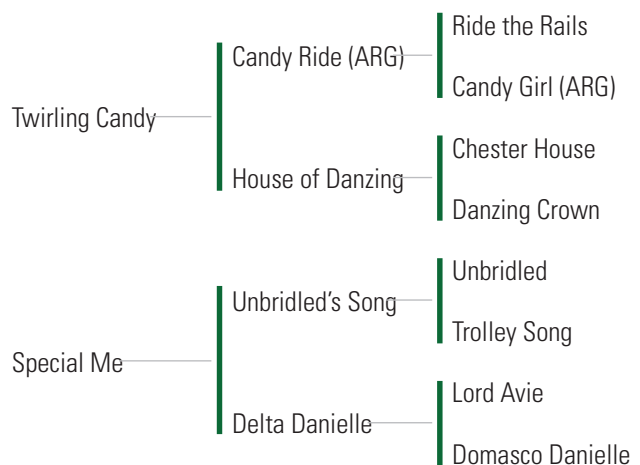 Ride the Rails
Candy Ride (ARG)
Candy Girl (ARG)
Twirling Candy
Chester House
House of Danzing
Danzing Crown
Unbridled
Unbridled's Song
Trolley Song
Special Me
Lord Avie
Delta Danielle
Domasco Danielle